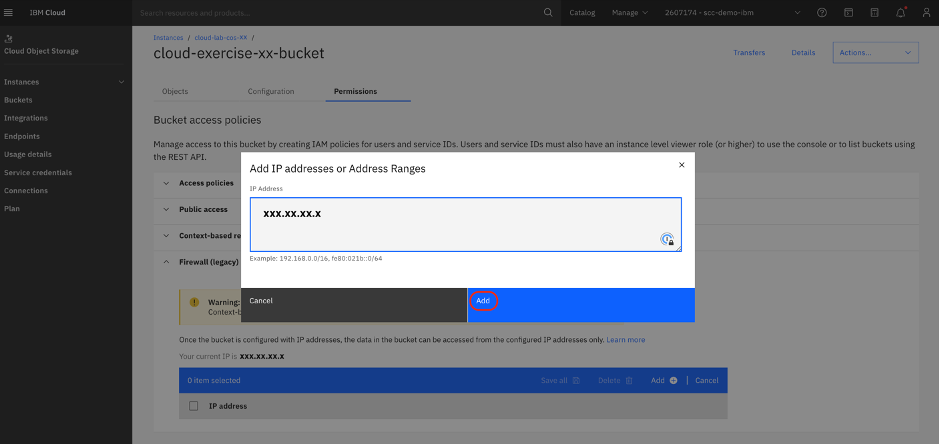 IBM Cloud
Search resources and products...
Catalog
Manage
2607174 - scc-demo-ibm
Cloud Object Storage
Instances
Buckets
Integrations
Endpoints
Usage details
Service credentials
Connections
Plan
Instances / cloud-lab-cos-xx /
cloud-exercise-xx-bucket
Transfers
Details
Actions...
Objects
Configuration
Permissions
Bucket access policies
Manage access to this bucket by creating IAM policies for users and service IDs. Users and service IDs must also have an instance level viewer role (or higher) to use the console or to list buckets using
the REST API.
Access policies
Public access
Context-based re
Firewall (legacy)
Add IP addresses or Address Ranges
IP Address
xxx.xx.xx.x
Example: 192.168.0.0/16, fe80:021b::0/64
Cancel
Add
Warning:
Context-b
Once the bucket is configured with IP addresses, the data in the bucket can be accessed from the configured IP addresses only. Learn more
Your current IP is xxx.xx.xx.x
0 item selected
Save all
Delete
Add
Cancel
IP address